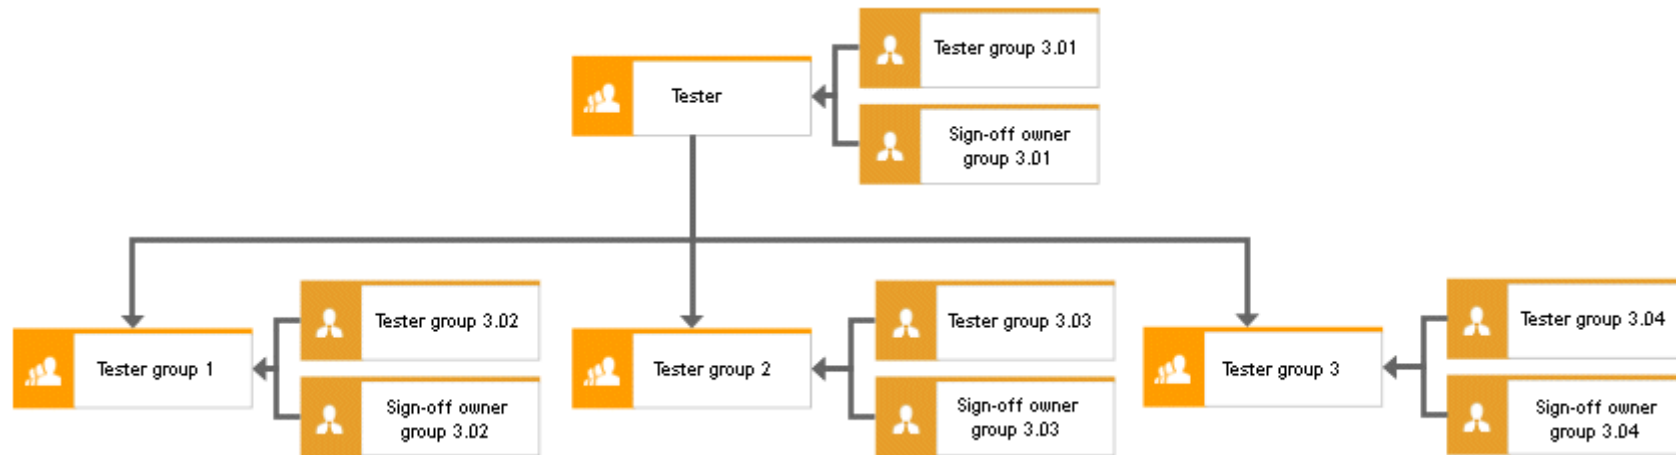 Tester group 3.01
Tester
Sign-off owner
group 3.01
Tester group 3.02
Tester group 1
Sign-off owner
group 3.02
Tester group 3.03
Tester group 2
Sign-off owner
group 3.03
Tester group 3.04
Tester group 3
Sign-off owner
group 3.04